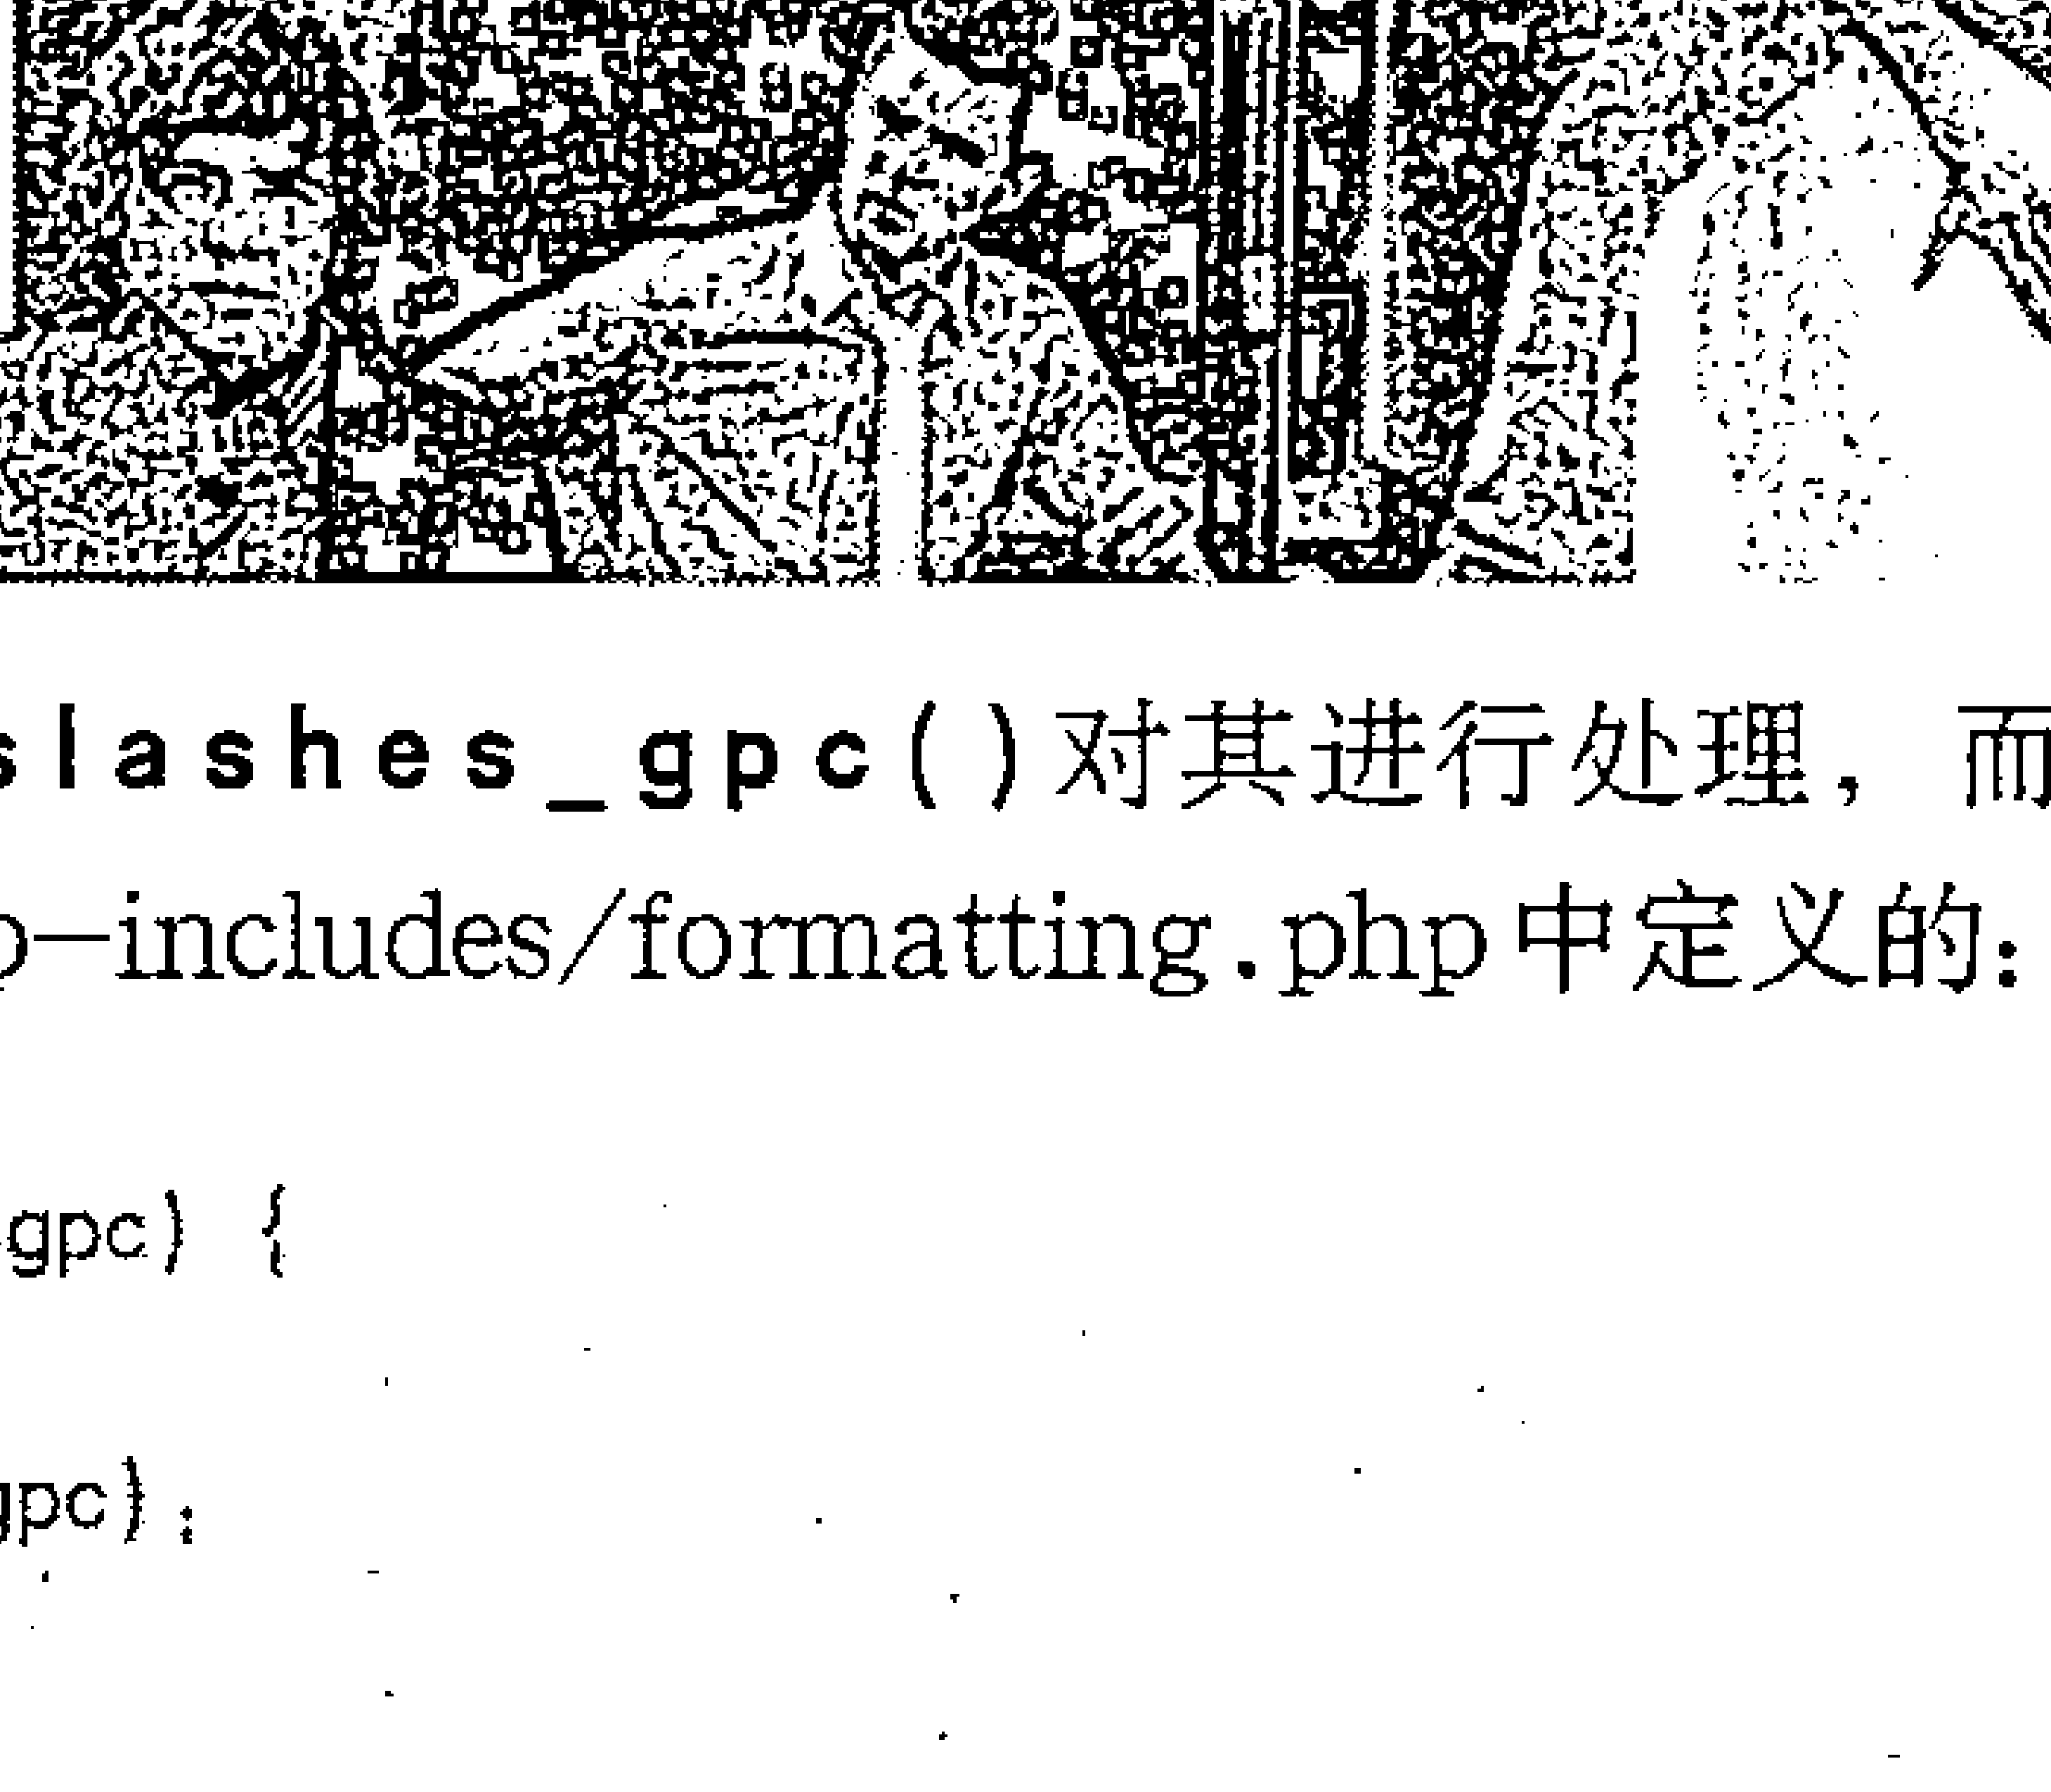 slashes_gpc()对其进行处理，而
p-includes/formatting.php中定义的：
gpc) {
gpc);